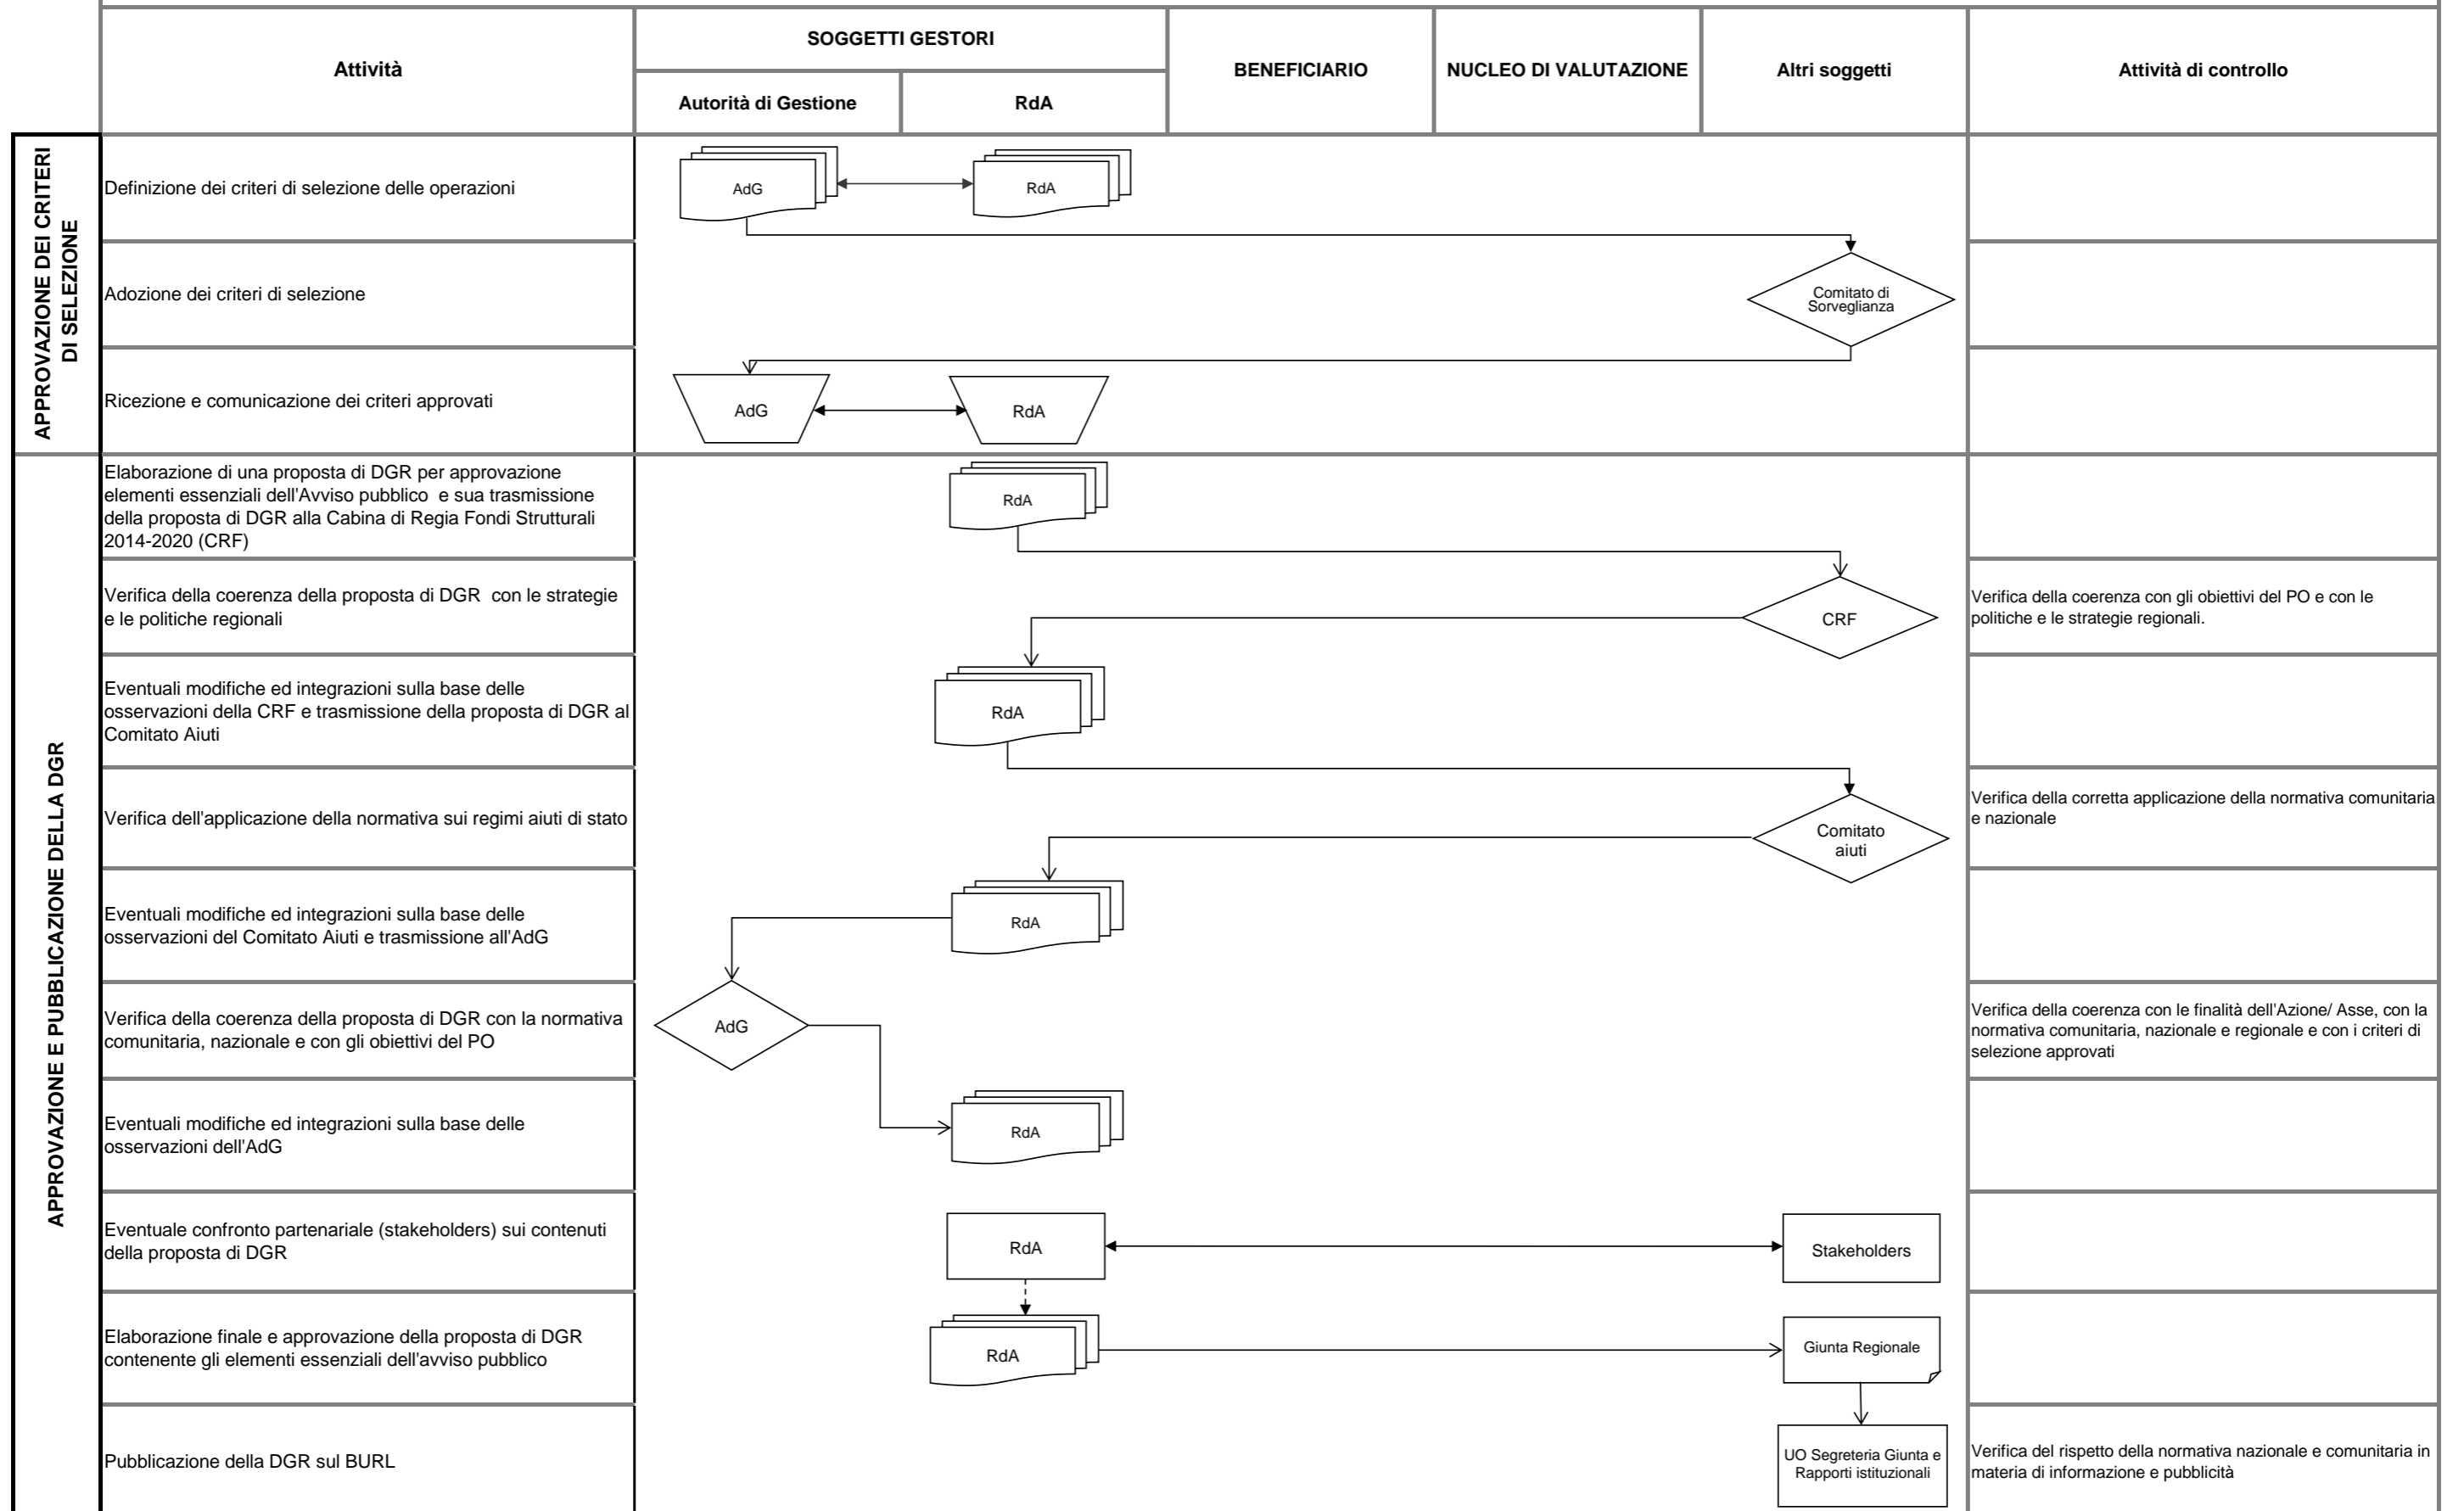 Attività
SOGGETTI GESTORI
Autorità di Gestione
RdA
BENEFICIARIO
NUCLEO DI VALUTAZIONE
Altri soggetti
Attività di controllo
APPROVAZIONE DEI CRITERI
DI SELEZIONE
Definizione dei criteri di selezione delle operazioni
AdG
RdA
Adozione dei criteri di selezione
Comitato di
Sorveglianza
Ricezione e comunicazione dei criteri approvati
AdG
RdA
APPROVAZIONE E PUBBLICAZIONE DELLA DGR
Elaborazione di una proposta di DGR per approvazione
elementi essenziali dell'Avviso pubblico e sua trasmissione
della proposta di DGR alla Cabina di Regia Fondi Strutturali
2014-2020 (CRF)
RdA
Verifica della coerenza della proposta di DGR con le strategie
e le politiche regionali
CRF
Verifica della coerenza con gli obiettivi del PO e con le
politiche e le strategie regionali.
Eventuali modifiche ed integrazioni sulla base delle
osservazioni della CRF e trasmissione della proposta di DGR al
Comitato Aiuti
RdA
Verifica dell'applicazione della normativa sui regimi aiuti di stato
Comitato
aiuti
Verifica della corretta applicazione della normativa comunitaria
e nazionale
Eventuali modifiche ed integrazioni sulla base delle
osservazioni del Comitato Aiuti e trasmissione all'AdG
RdA
Verifica della coerenza della proposta di DGR con la normativa
comunitaria, nazionale e con gli obiettivi del PO
AdG
Verifica della coerenza con le finalità dell'Azione/ Asse, con la
normativa comunitaria, nazionale e regionale e con i criteri di
selezione approvati
Eventuali modifiche ed integrazioni sulla base delle
osservazioni dell'AdG
RdA
Eventuale confronto partenariale (stakeholders) sui contenuti
della proposta di DGR
RdA
Stakeholders
Elaborazione finale e approvazione della proposta di DGR
contenente gli elementi essenziali dell'avviso pubblico
RdA
Giunta Regionale
Pubblicazione della DGR sul BURL
UO Segreteria Giunta e
Rapporti istituzionali
Verifica del rispetto della normativa nazionale e comunitaria in
materia di informazione e pubblicità